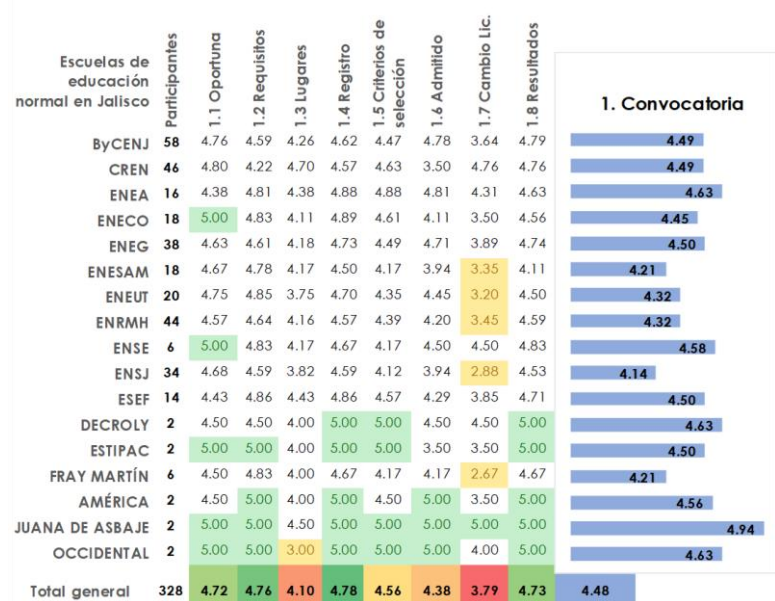 Escuelas de educación normal en Jalisco Participantes 1.1 Oportuna 1.2 Requisitos 1.3 Lugares 1.4 Registro 1.5 Criterios de selección 1.6 Admitido 1.7 Cambio Lic. 1.8 Resultados 1. Convocatoria
ByCENJ 58 4.76 4.59 4.26 4.62 4.47 4.78 3.64 4.79 4.49
CREN 46 4.80 4.22 4.70 4.57 4.63 3.50 4.76 4.76 4.49
ENEA 16 4.38 4.81 4.38 4.88 4.88 4.81 4.31 4.63 4.63
ENECO 18 5.00 4.83 4.11 4.89 4.61 4.11 3.50 4.56 4.45
ENEG 38 4.63 4.61 4.18 4.73 4.49 4.71 3.89 4.74 4.50
ENESAM 18 4.67 4.78 4.17 4.50 4.17 3.94 3.35 4.11 4.21
ENEUT 20 4.75 4.85 3.75 4.70 4.35 4.45 3.20 4.50 4.32
ENRMH 44 4.57 4.64 4.16 4.57 4.39 4.20 3.45 4.59 4.32
ENSE 6 5.00 4.83 4.17 4.67 4.17 4.50 4.50 4.83 4.58
ENSJ 34 4.68 4.59 3.82 4.59 4.12 3.94 2.88 4.53 4.14
ESEF 14 4.43 4.86 4.43 4.86 4.57 4.29 3.85 4.71 4.50
DECROLY 2 4.50 4.50 4.00 5.00 5.00 4.50 4.50 5.00 4.63
ESTIPAC 2 5.00 5.00 4.00 5.00 5.00 3.50 3.50 5.00 4.50
FRAY MARTÍN 6 4.50 4.83 4.00 4.67 4.17 4.17 2.67 4.67 4.21
AMÉRICA 2 4.50 5.00 4.00 5.00 4.50 5.00 3.50 5.00 4.56
JUANA DE ASBAJE 2 5.00 5.00 4.50 5.00 5.00 5.00 5.00 5.00 4.94
OCCIDENTAL 2 5.00 5.00 3.00 5.00 5.00 5.00 4.00 5.00 4.63
Total general 328 4.72 4.76 4.10 4.78 4.56 4.38 3.79 4.73 4.48